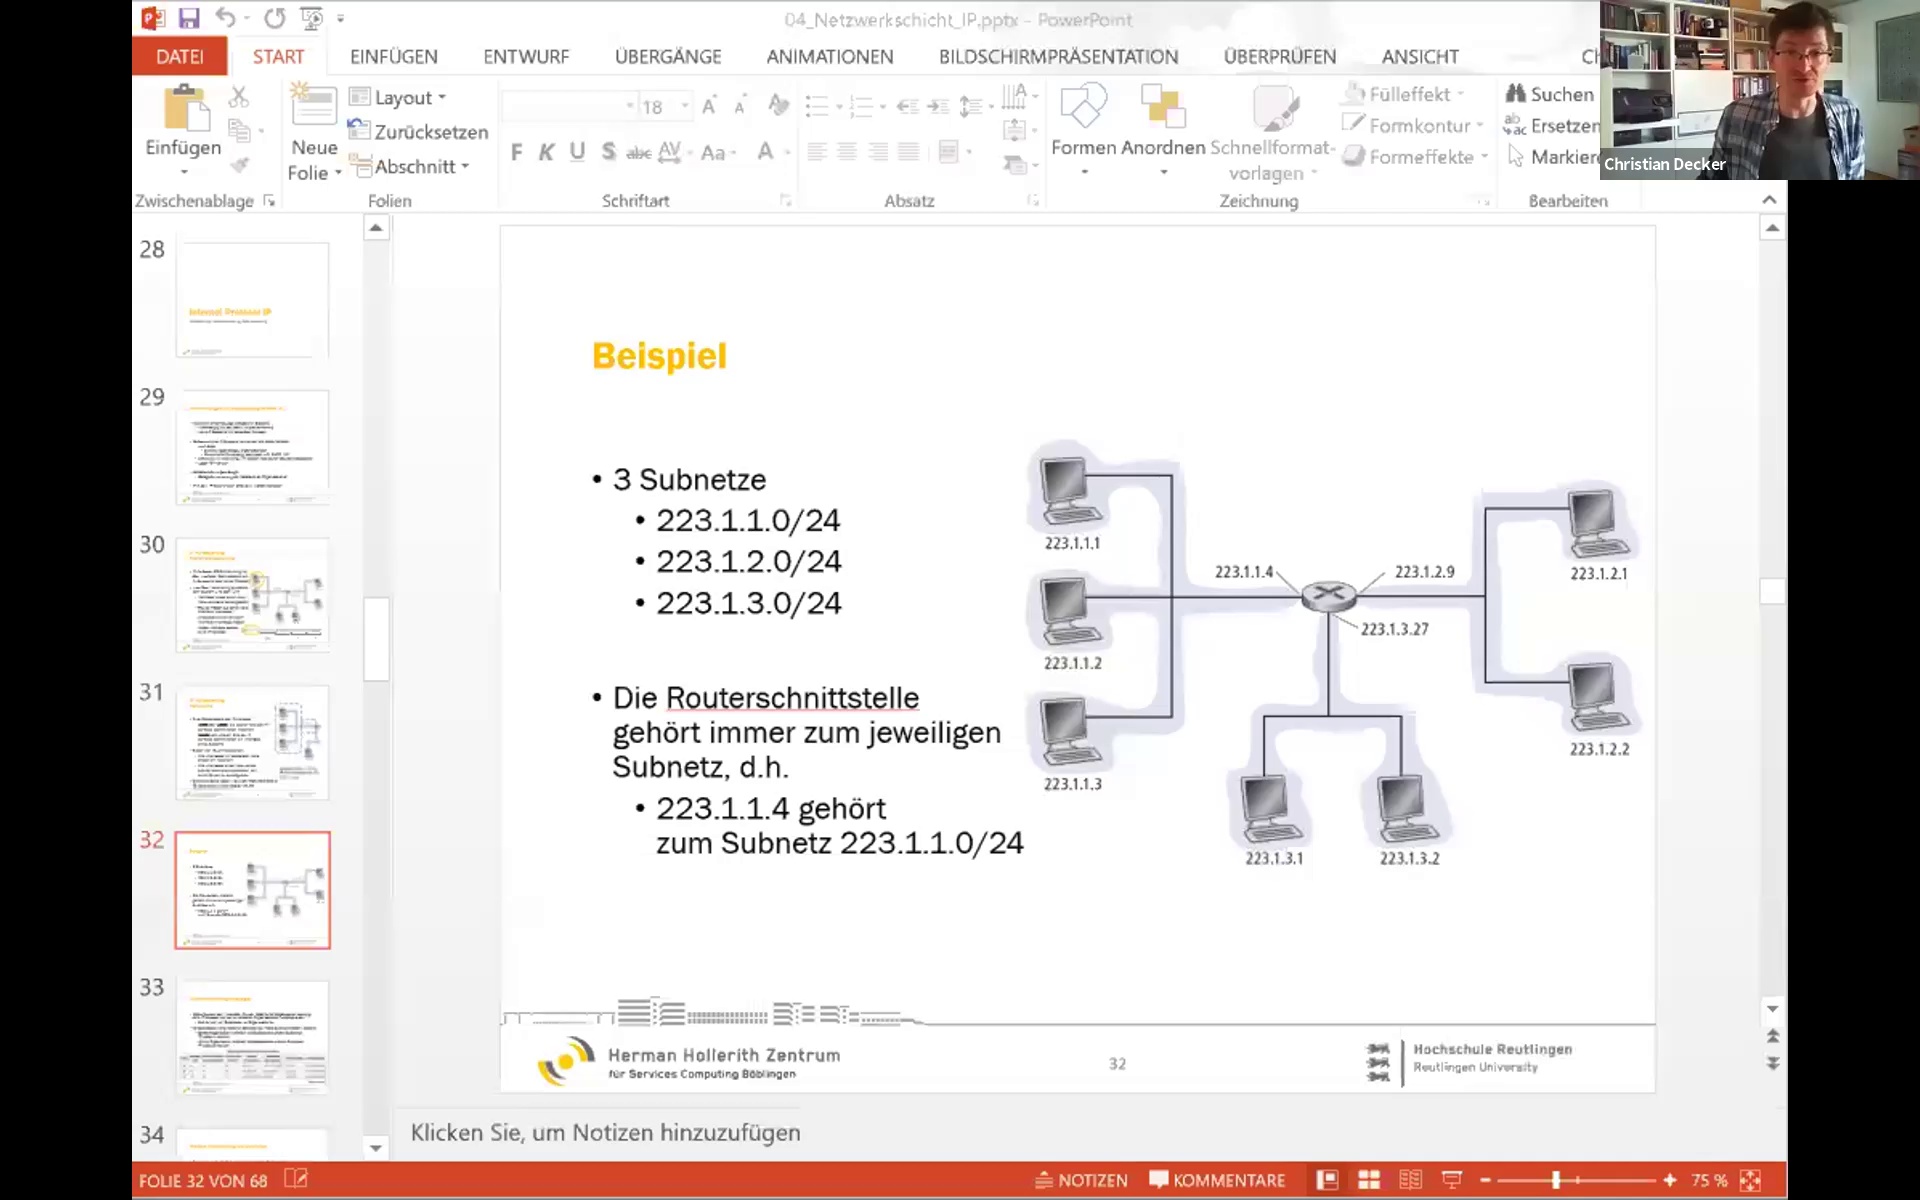 04_Netzwerkschicht_IP.pptx - PowerPoint
DATEI START EINFÜGEN ENTWURF ÜBERGÄNGE ANIMATIONEN BILDSCHIRMPRÄSENTATION ÜBERPRÜFEN ANSICHT
Einfügen
Neue
Folie
Layout
Zurücksetzen
Abschnitt
18
F K U S abc AV Aa A
Formen Anordnen Schnellformat-
vorlagen
Fülleffekt
Formkontur
Formeffekte
Suchen
Ersetzen
Markier
Christian Decker
Zwischenablage Folien Schriftart Absatz Zeichnung Bearbeiten
28
Internet Protocol IP
29
30
31
32
33
34
Beispiel
• 3 Subnetze
• 223.1.1.0/24
• 223.1.2.0/24
• 223.1.3.0/24
• Die Routerschnittstelle
gehört immer zum jeweiligen
Subnetz, d.h.
• 223.1.1.4 gehört
zum Subnetz 223.1.1.0/24
223.1.1.1
223.1.1.2
223.1.1.3
223.1.1.4
223.1.2.9
223.1.3.27
223.1.2.1
223.1.2.2
223.1.3.1
223.1.3.2
Herman Hollerith Zentrum
für Services Computing Böblingen
32
Hochschule Reutlingen
Reutlingen University
Klicken Sie, um Notizen hinzuzufügen
FOLIE 32 VON 68
NOTIZEN
KOMMENTARE
75 %